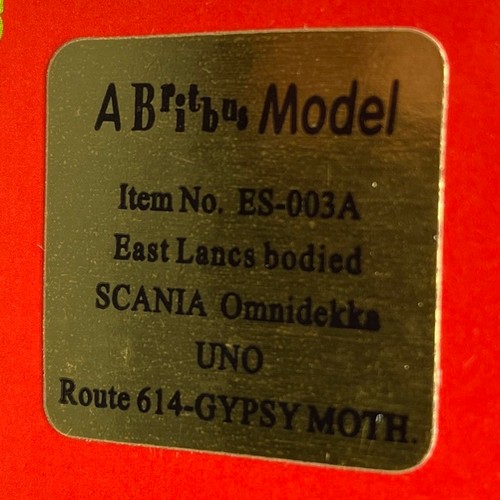 A Britbus Model
Item No. ES-003A
East Lancs bodied
SCANIA Omnidekka
UNO
Route 614-GYPSY MOTH.